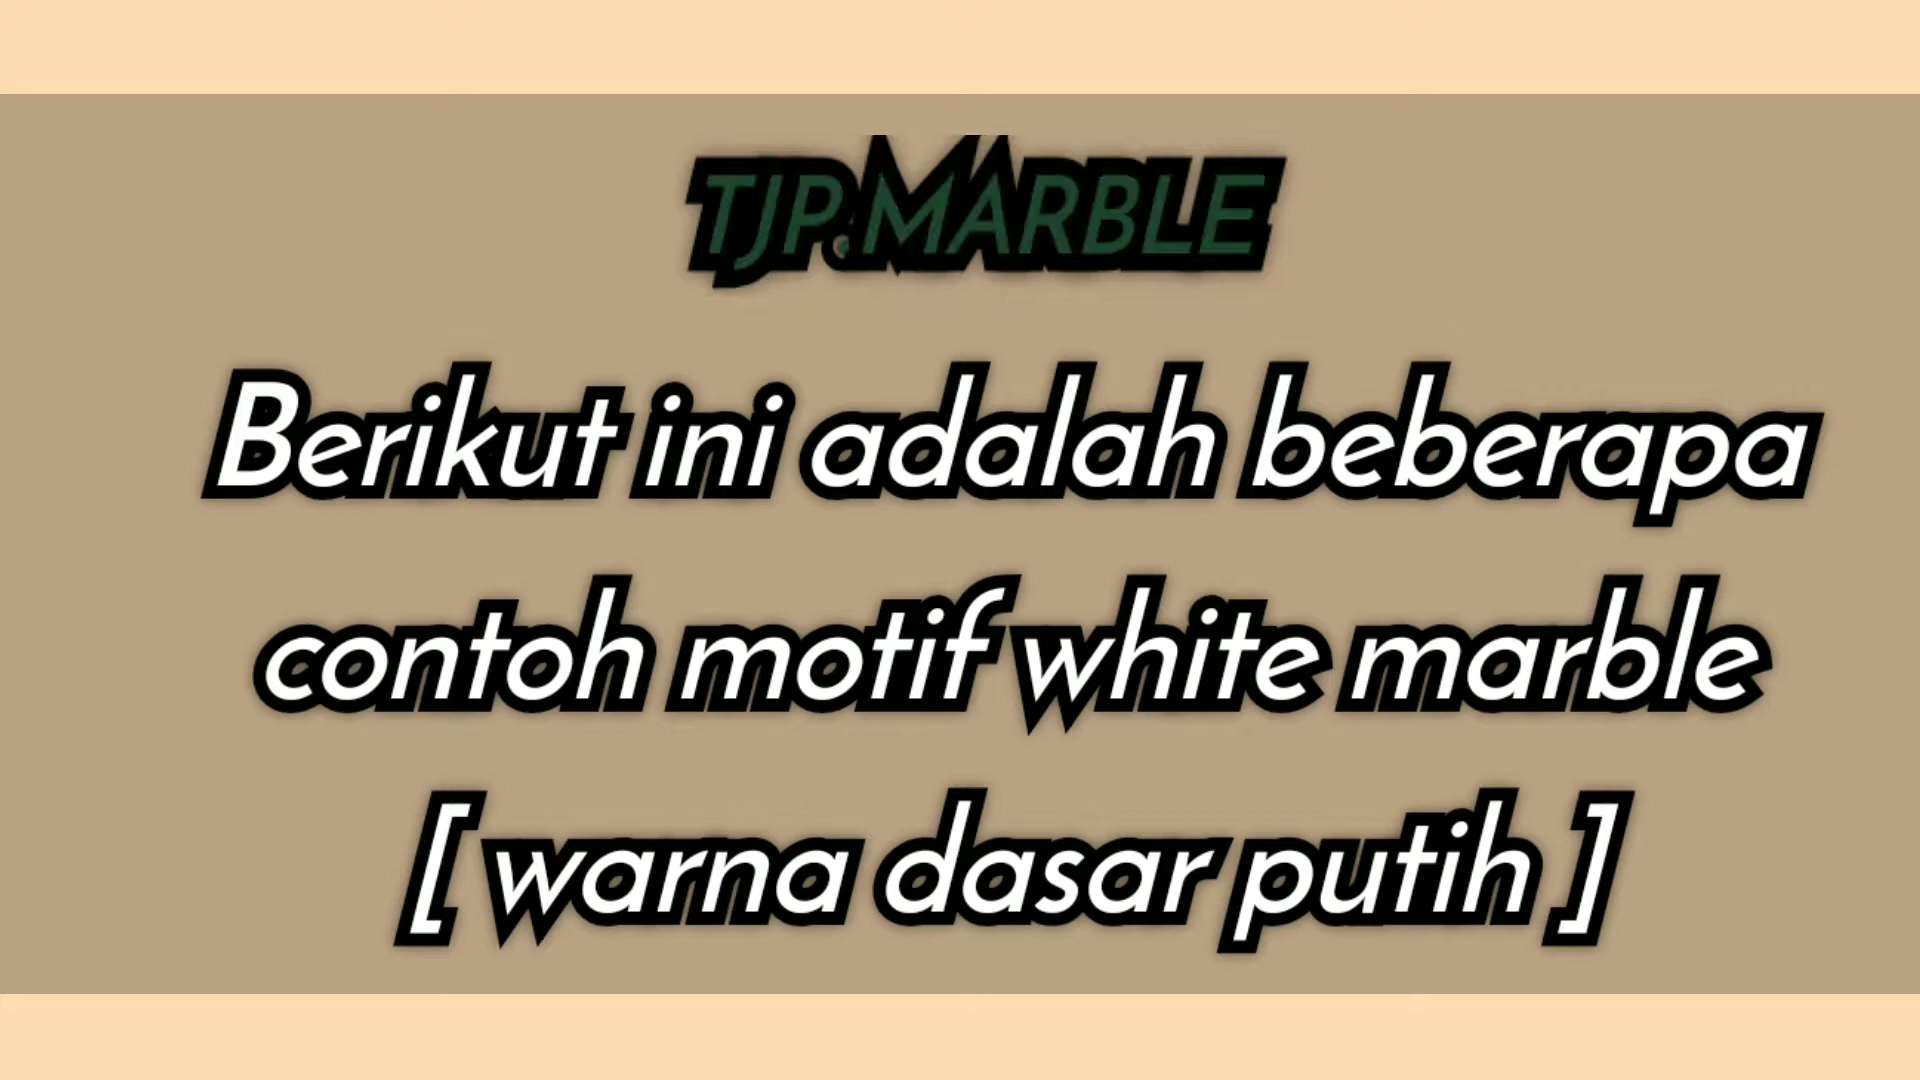 TJP.MARBLE
Berikut ini adalah beberapa
contoh motif white marble
[ warna dasar putih ]